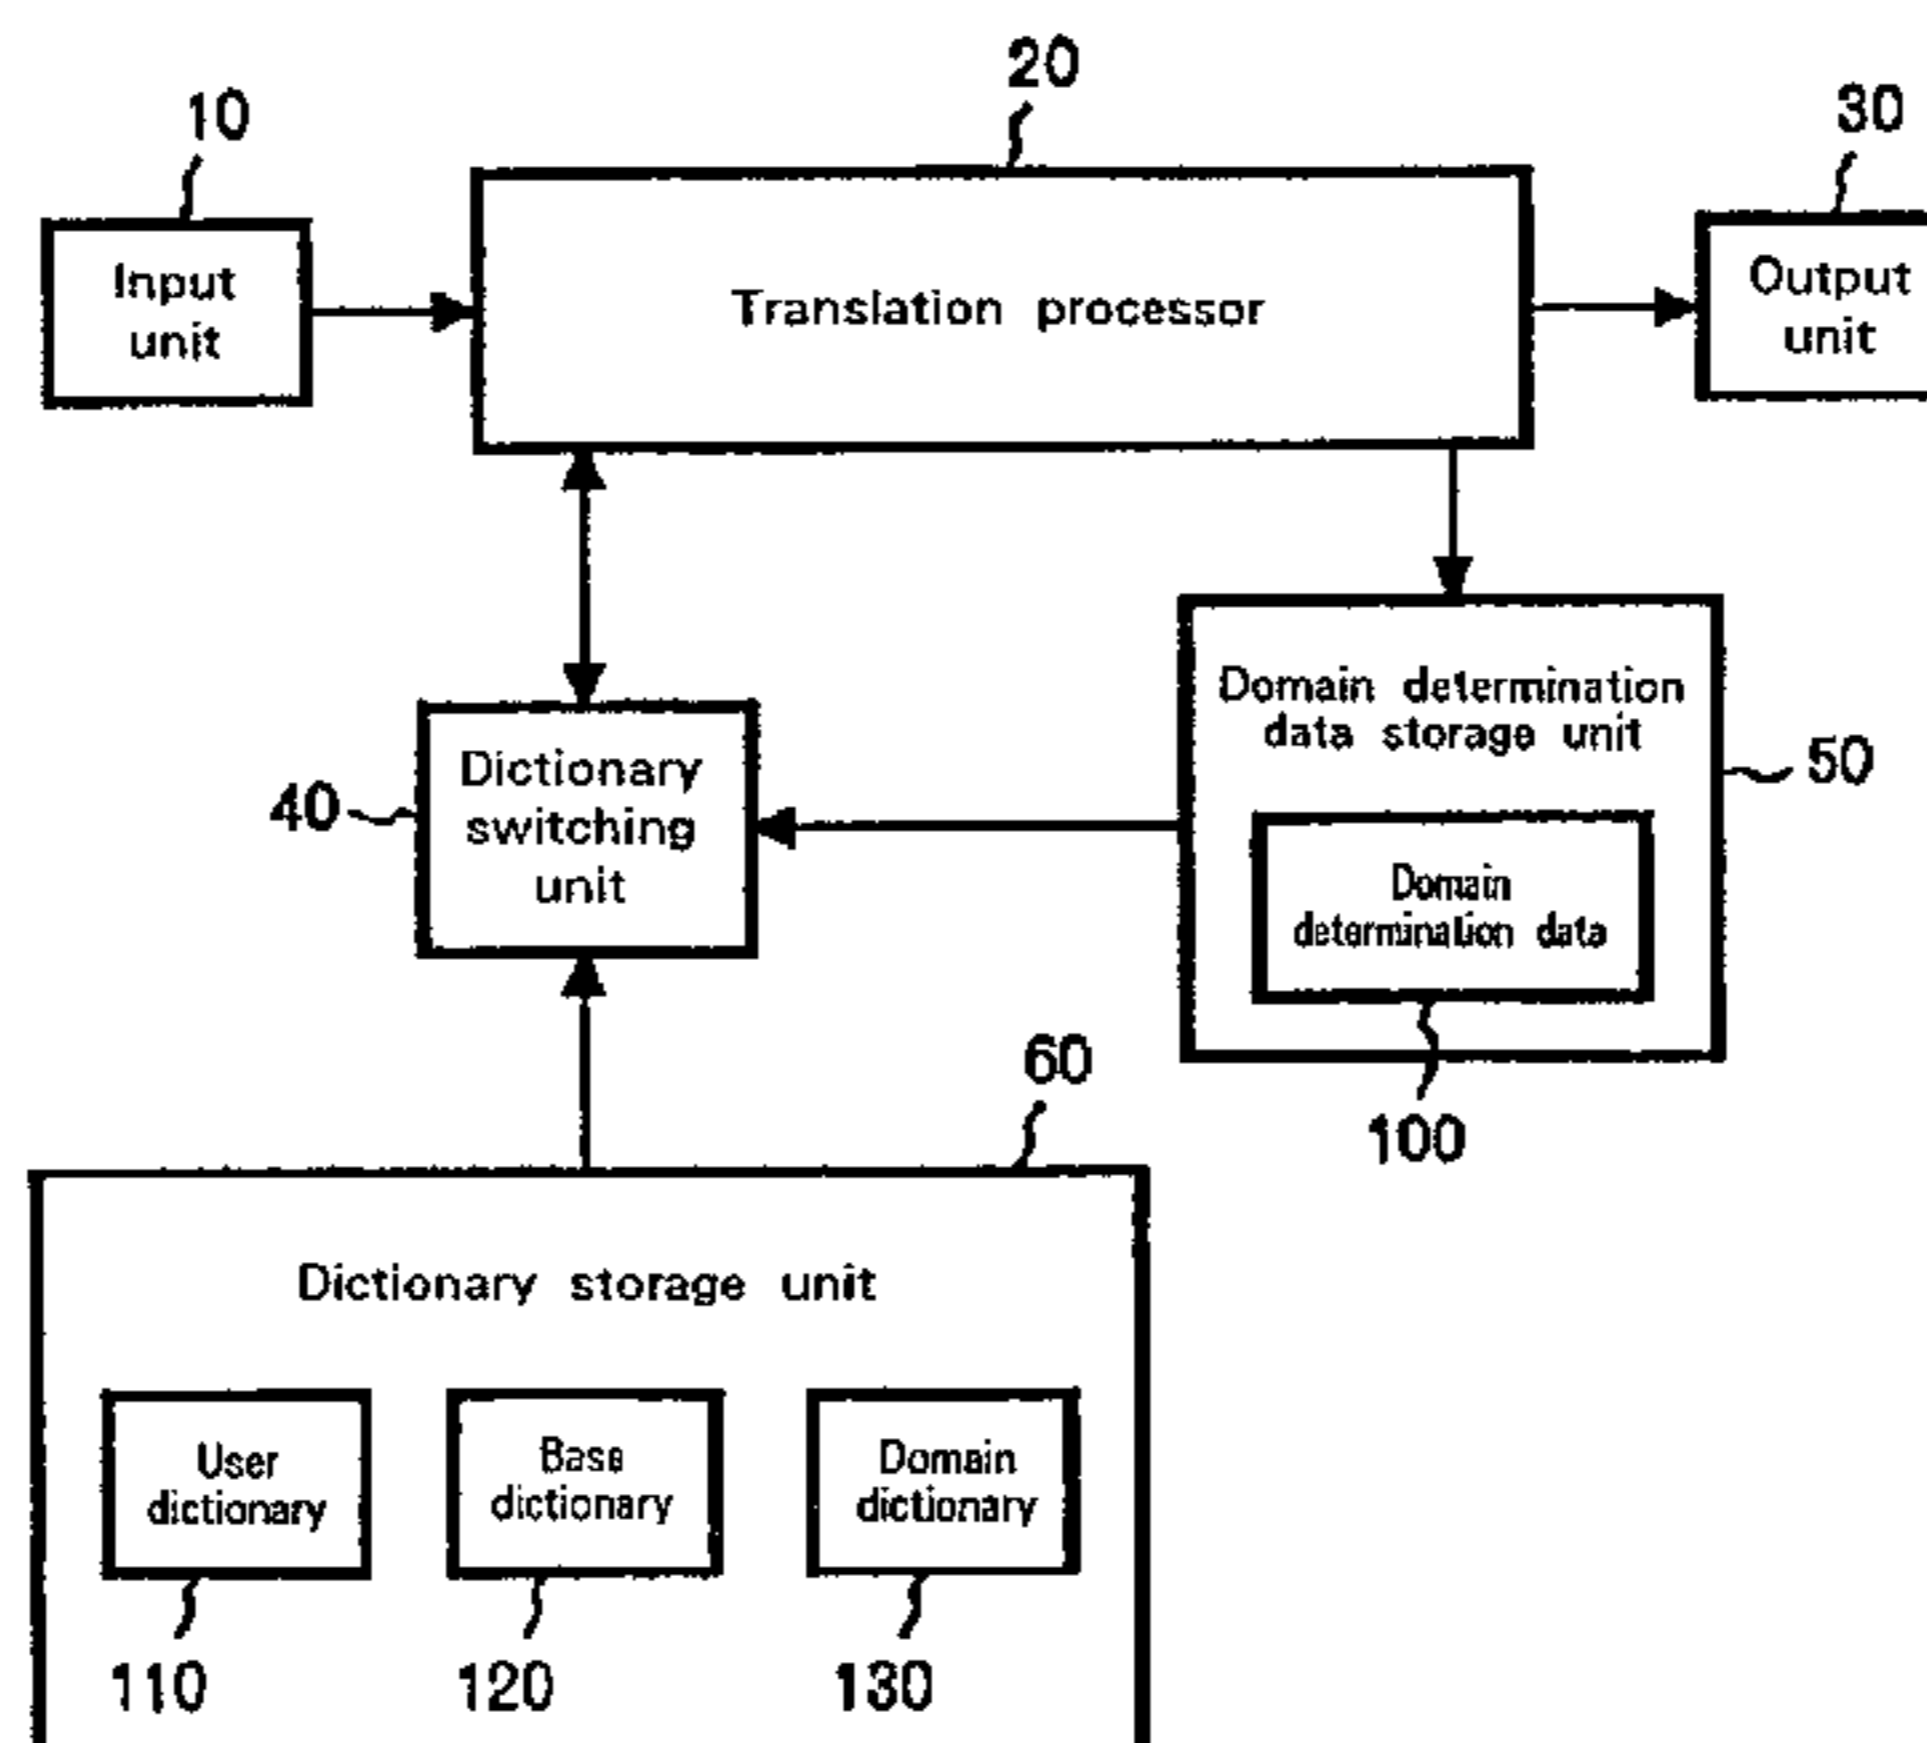 20
10
30
Input
unit
Translation processor
Output
unit
Domain determination
data storage unit
50
40
Dictionary
switching
unit
Domain
determination data
60
100
Dictionary storage unit
User
dictionary
Base
dictionary
Domain
dictionary
110
120
130